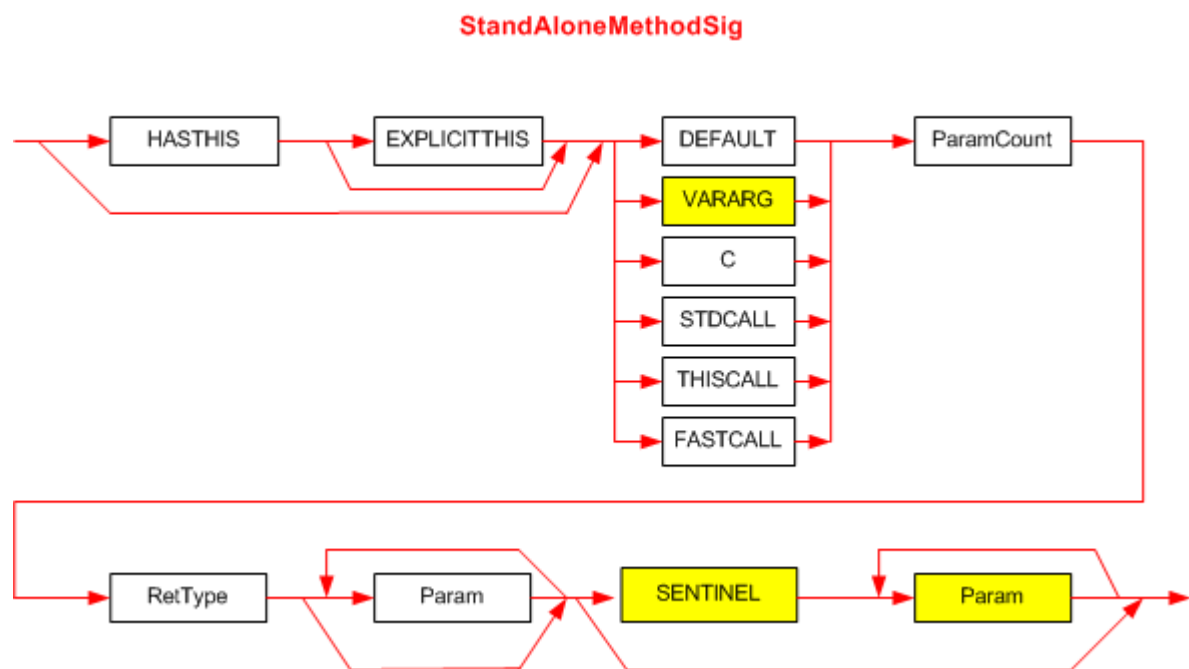 StandAloneMethodSig
HASTHIS EXPLICITTHIS DEFAULT ParamCount
VARARG
C
STDCALL
THISCALL
FASTCALL
RetType Param SENTINEL Param